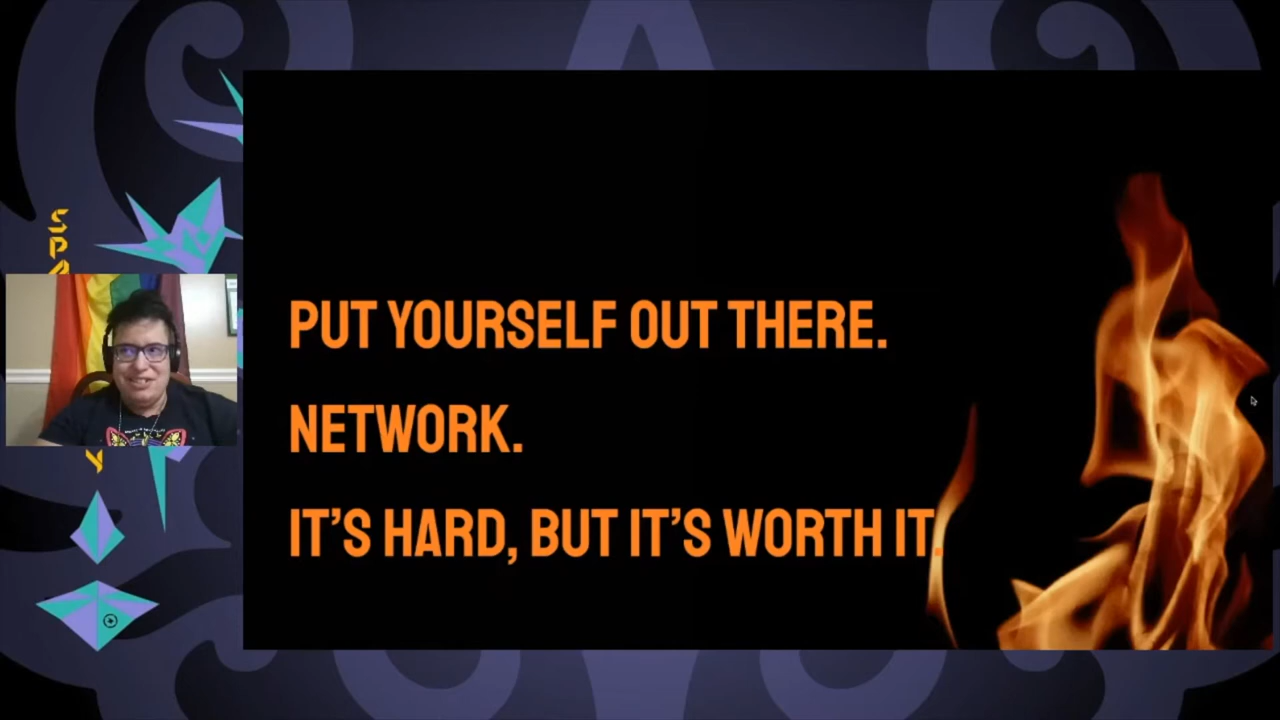 PUT YOURSELF OUT THERE.
NETWORK.
IT'S HARD, BUT IT'S WORTH IT.